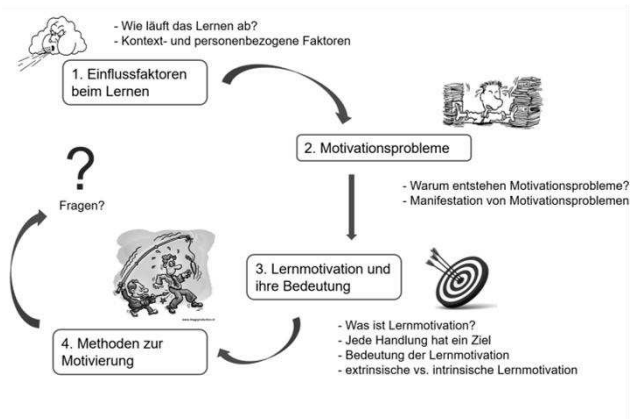 - Wie läuft das Lernen ab?
- Kontext- und personenbezogene Faktoren
1. Einflussfaktoren
beim Lernen
2. Motivationsprobleme
- Warum entstehen Motivationsprobleme?
- Manifestation von Motivationsproblemen
3. Lernmotivation und
ihre Bedeutung
- Was ist Lernmotivation?
- Jede Handlung hat ein Ziel
- Bedeutung der Lernmotivation
- extrinsische vs. intrinsische Lernmotivation
4. Methoden zur
Motivierung
?
Fragen?